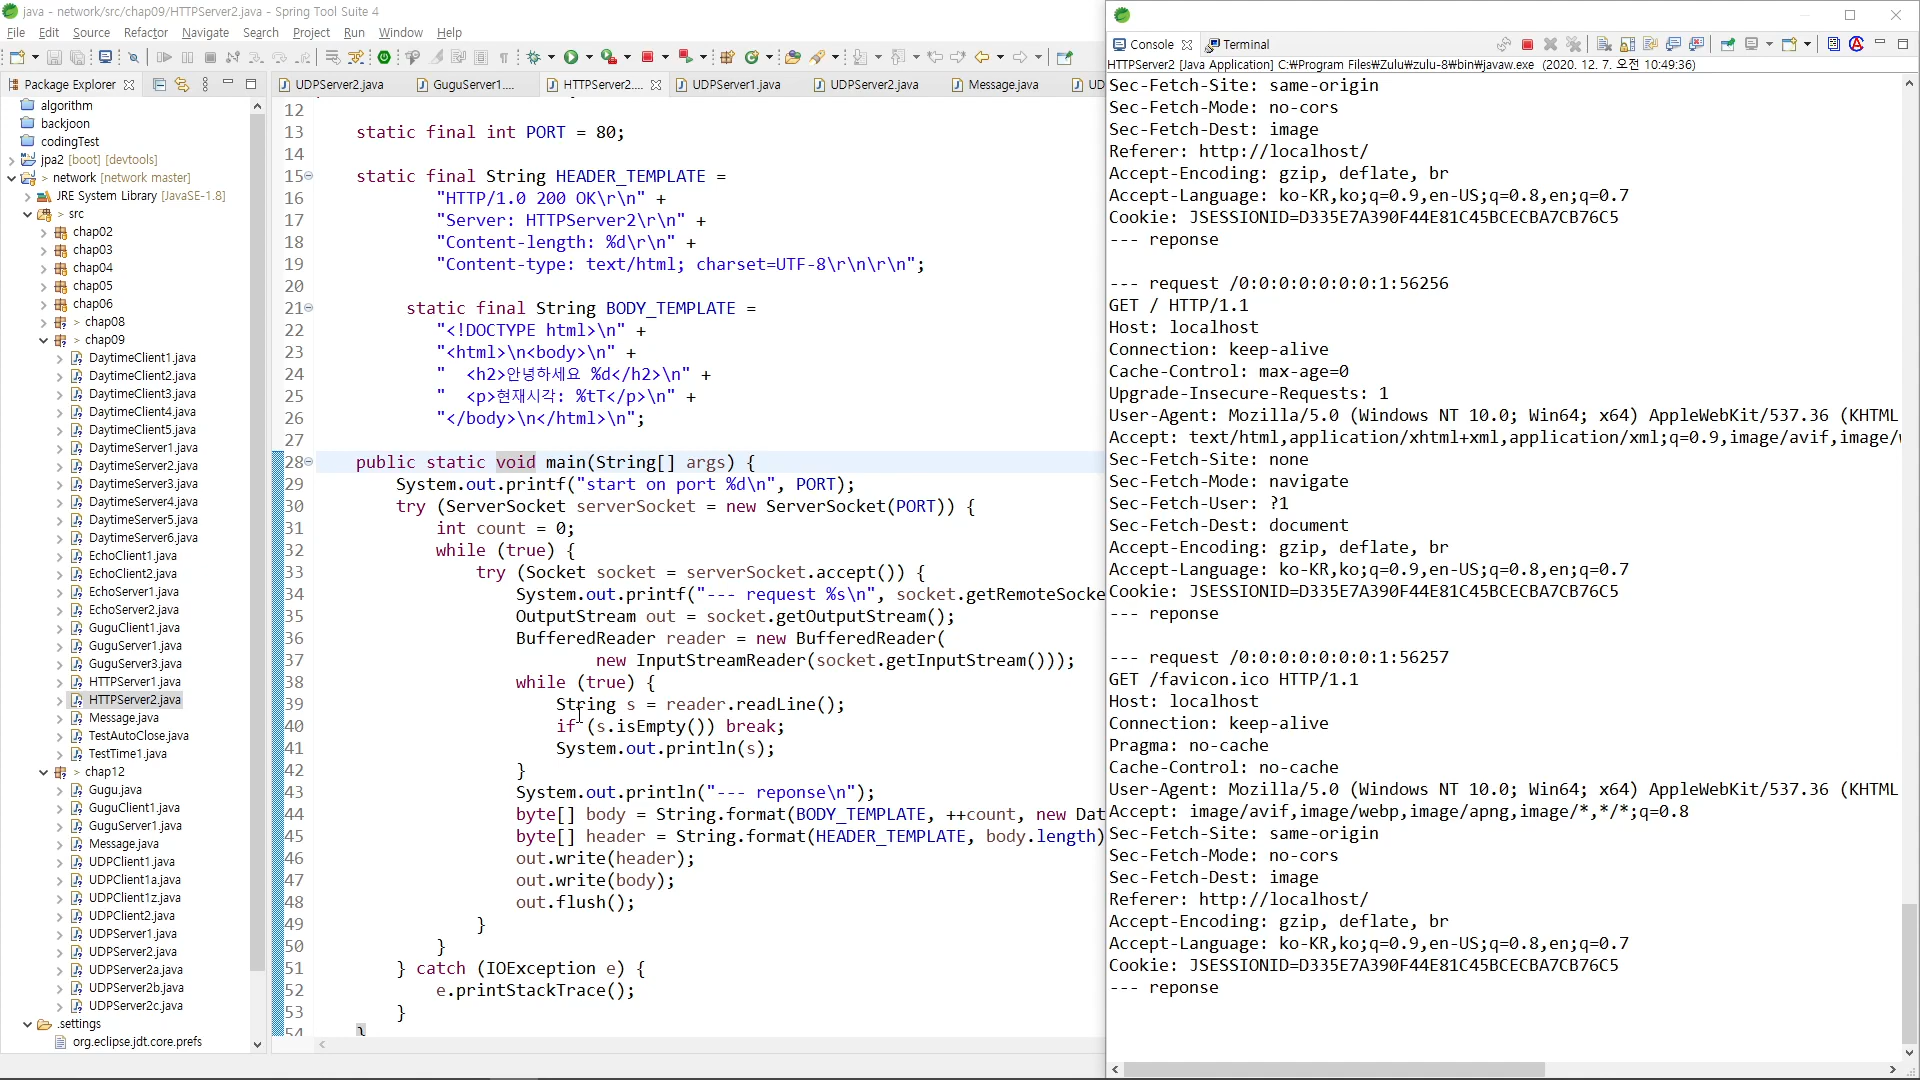 java - network/src/chap09/HTTPServer2.java - Spring Tool Suite 4
File Edit Source Refactor Navigate Search Project Run Window Help
Package Explorer
algorithm
backjoon
codingTest
jpa2 [boot] [devtools]
> network [network master]
JRE System Library [JavaSE-1.8]
> src
chap02
chap03
chap04
chap05
chap06
> chap08
> chap09
DaytimeClient1.java
DaytimeClient2.java
DaytimeClient3.java
DaytimeClient4.java
DaytimeClient5.java
DaytimeServer1.java
DaytimeServer2.java
DaytimeServer3.java
DaytimeServer4.java
DaytimeServer5.java
DaytimeServer6.java
EchoClient1.java
EchoClient2.java
EchoServer1.java
EchoServer2.java
GuguClient1.java
GuguServer1.java
GuguServer3.java
HTTPServer1.java
HTTPServer2.java
Message.java
TestAutoClose.java
TestTime1.java
> chap12
Gugu.java
GuguClient1.java
GuguServer1.java
Message.java
UDPClient1.java
UDPClient1a.java
UDPClient1z.java
UDPClient2.java
UDPServer1.java
UDPServer2.java
UDPServer2a.java
UDPServer2b.java
UDPServer2c.java
.settings
org.eclipse.jdt.core.prefs
UDPServer2.java GuguServer1.... HTTPServer2.... UDPServer1.java UDPServer2.java Message.java UD
12
13 static final int PORT = 80;
14
15 static final String HEADER_TEMPLATE =
16 "HTTP/1.0 200 OK\r\n" +
17 "Server: HTTPServer2\r\n" +
18 "Content-length: %d\r\n" +
19 "Content-type: text/html; charset=UTF-8\r\n\r\n";
20
21 static final String BODY_TEMPLATE =
22 "<!DOCTYPE html>\n" +
23 "<html>\n<body>\n" +
24 " <h2>안녕하세요 %d</h2>\n" +
25 " <p>현재시각: %tT</p>\n" +
26 "</body>\n</html>\n";
27
28 public static void main(String[] args) {
29 System.out.printf("start on port %d\n", PORT);
30 try (ServerSocket serverSocket = new ServerSocket(PORT)) {
31 int count = 0;
32 while (true) {
33 try (Socket socket = serverSocket.accept()) {
34 System.out.printf("--- request %s\n", socket.getRemoteSocke
35 OutputStream out = socket.getOutputStream();
36 BufferedReader reader = new BufferedReader(
37 new InputStreamReader(socket.getInputStream()));
38 while (true) {
39 String s = reader.readLine();
40 if (s.isEmpty()) break;
41 System.out.println(s);
42 }
43 System.out.println("--- reponse\n");
44 byte[] body = String.format(BODY_TEMPLATE, ++count, new Dat
45 byte[] header = String.format(HEADER_TEMPLATE, body.length)
46 out.write(header);
47 out.write(body);
48 out.flush();
49 }
50 }
51 } catch (IOException e) {
52 e.printStackTrace();
53 }
54 }
Console Terminal
HTTPServer2 [Java Application] C:₩Program Files₩Zulu₩zulu-8₩bin₩javaw.exe (2020. 12. 7. 오전 10:49:36)
Sec-Fetch-Site: same-origin
Sec-Fetch-Mode: no-cors
Sec-Fetch-Dest: image
Referer: http://localhost/
Accept-Encoding: gzip, deflate, br
Accept-Language: ko-KR,ko;q=0.9,en-US;q=0.8,en;q=0.7
Cookie: JSESSIONID=D335E7A390F44E81C45BCECBA7CB76C5
--- reponse
--- request /0:0:0:0:0:0:0:1:56256
GET / HTTP/1.1
Host: localhost
Connection: keep-alive
Cache-Control: max-age=0
Upgrade-Insecure-Requests: 1
User-Agent: Mozilla/5.0 (Windows NT 10.0; Win64; x64) AppleWebKit/537.36 (KHTML
Accept: text/html,application/xhtml+xml,application/xml;q=0.9,image/avif,image/
Sec-Fetch-Site: none
Sec-Fetch-Mode: navigate
Sec-Fetch-User: ?1
Sec-Fetch-Dest: document
Accept-Encoding: gzip, deflate, br
Accept-Language: ko-KR,ko;q=0.9,en-US;q=0.8,en;q=0.7
Cookie: JSESSIONID=D335E7A390F44E81C45BCECBA7CB76C5
--- reponse
--- request /0:0:0:0:0:0:0:1:56257
GET /favicon.ico HTTP/1.1
Host: localhost
Connection: keep-alive
Pragma: no-cache
Cache-Control: no-cache
User-Agent: Mozilla/5.0 (Windows NT 10.0; Win64; x64) AppleWebKit/537.36 (KHTML
Accept: image/avif,image/webp,image/apng,image/*,*/*;q=0.8
Sec-Fetch-Site: same-origin
Sec-Fetch-Mode: no-cors
Sec-Fetch-Dest: image
Referer: http://localhost/
Accept-Encoding: gzip, deflate, br
Accept-Language: ko-KR,ko;q=0.9,en-US;q=0.8,en;q=0.7
Cookie: JSESSIONID=D335E7A390F44E81C45BCECBA7CB76C5
--- reponse